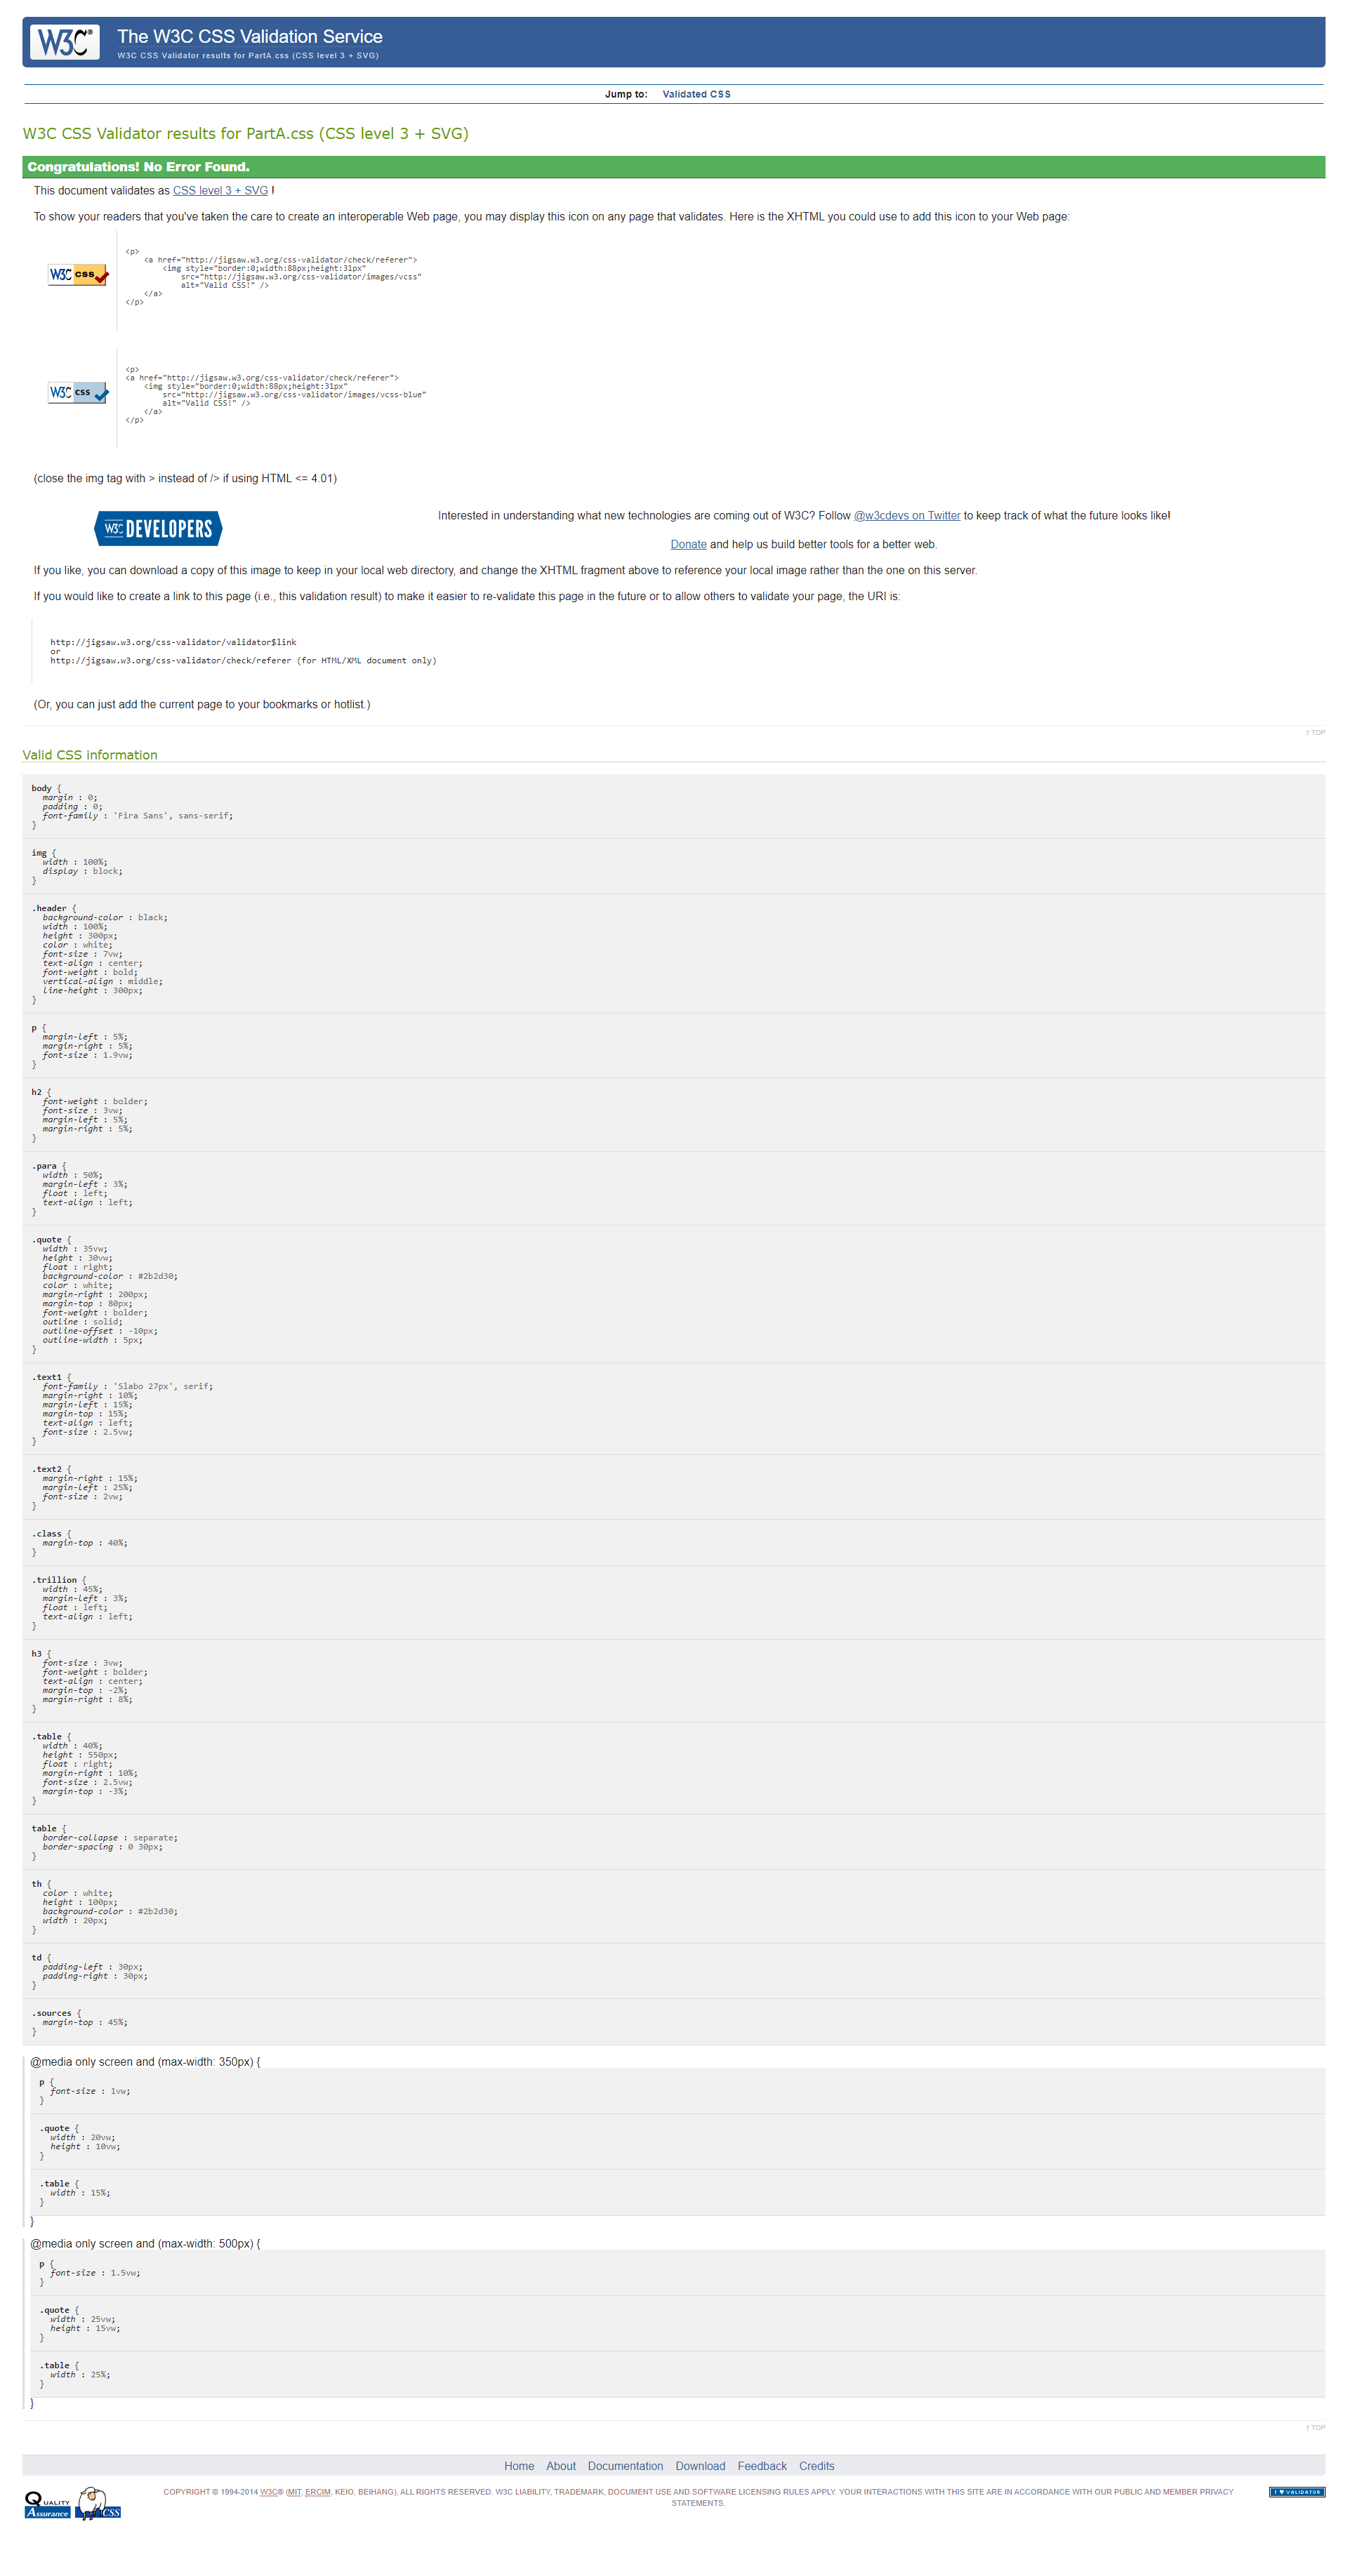 W3C®
The W3C CSS Validation Service
W3C CSS Validator results for PartA.css (CSS level 3 + SVG)
Jump to: Validated CSS
W3C CSS Validator results for PartA.css (CSS level 3 + SVG)
Congratulations! No Error Found.
This document validates as CSS level 3 + SVG !
To show your readers that you've taken the care to create an interoperable Web page, you may display this icon on any page that validates. Here is the XHTML you could use to add this icon to your Web page:
W3C css
<p>
<a href="http://jigsaw.w3.org/css-validator/check/referer">
<img style="border:0;width:88px;height:31px"
src="http://jigsaw.w3.org/css-validator/images/vcss"
alt="Valid CSS!" />
</a>
</p>
W3C css
<p>
<a href="http://jigsaw.w3.org/css-validator/check/referer">
<img style="border:0;width:88px;height:31px"
src="http://jigsaw.w3.org/css-validator/images/vcss-blue"
alt="Valid CSS!" />
</a>
</p>
(close the img tag with > instead of /> if using HTML <= 4.01)
W3C DEVELOPERS
Interested in understanding what new technologies are coming out of W3C? Follow @w3cdevs on Twitter to keep track of what the future looks like!
Donate and help us build better tools for a better web.
If you like, you can download a copy of this image to keep in your local web directory, and change the XHTML fragment above to reference your local image rather than the one on this server.
If you would like to create a link to this page (i.e., this validation result) to make it easier to re-validate this page in the future or to allow others to validate your page, the URI is:
http://jigsaw.w3.org/css-validator/validator$link
or
http://jigsaw.w3.org/css-validator/check/referer (for HTML/XML document only)
(Or, you can just add the current page to your bookmarks or hotlist.)
↑ TOP
Valid CSS information
body {
margin : 0;
padding : 0;
font-family : 'Fira Sans', sans-serif;
}
img {
width : 100%;
display : block;
}
.header {
background-color : black;
width : 100%;
height : 300px;
color : white;
font-size : 7vw;
text-align : center;
font-weight : bold;
vertical-align : middle;
line-height : 300px;
}
p {
margin-left : 5%;
margin-right : 5%;
font-size : 1.9vw;
}
h2 {
font-weight : bolder;
font-size : 3vw;
margin-left : 5%;
margin-right : 5%;
}
.para {
width : 50%;
margin-left : 3%;
float : left;
text-align : left;
}
.quote {
width : 35vw;
height : 30vw;
float : right;
background-color : #2b2d30;
color : white;
margin-right : 200px;
margin-top : 80px;
font-weight : bolder;
outline : solid;
outline-offset : -10px;
outline-width : 5px;
}
.text1 {
font-family : 'Slabo 27px', serif;
margin-right : 10%;
margin-left : 15%;
margin-top : 15%;
text-align : left;
font-size : 2.5vw;
}
.text2 {
margin-right : 15%;
margin-left : 25%;
font-size : 2vw;
}
.class {
margin-top : 40%;
}
.trillion {
width : 45%;
margin-left : 3%;
float : left;
text-align : left;
}
h3 {
font-size : 3vw;
font-weight : bolder;
text-align : center;
margin-top : -2%;
margin-right : 8%;
}
.table {
width : 40%;
height : 550px;
float : right;
margin-right : 10%;
font-size : 2.5vw;
margin-top : -3%;
}
table {
border-collapse : separate;
border-spacing : 0 30px;
}
th {
color : white;
height : 100px;
background-color : #2b2d30;
width : 20px;
}
td {
padding-left : 30px;
padding-right : 30px;
}
.sources {
margin-top : 45%;
}
@media only screen and (max-width: 350px) {
p {
font-size : 1vw;
}
.quote {
width : 20vw;
height : 10vw;
}
.table {
width : 15%;
}
}
@media only screen and (max-width: 500px) {
p {
font-size : 1.5vw;
}
.quote {
width : 25vw;
height : 15vw;
}
.table {
width : 25%;
}
}
↑ TOP
Home About Documentation Download Feedback Credits
QUALITY
Assurance
CSS
COPYRIGHT © 1994-2014 W3C® (MIT, ERCIM, KEIO, BEIHANG), ALL RIGHTS RESERVED. W3C LIABILITY, TRADEMARK, DOCUMENT USE AND SOFTWARE LICENSING RULES APPLY. YOUR INTERACTIONS WITH THIS SITE ARE IN ACCORDANCE WITH OUR PUBLIC AND MEMBER PRIVACY
STATEMENTS.
I ♥ VALIDATOR